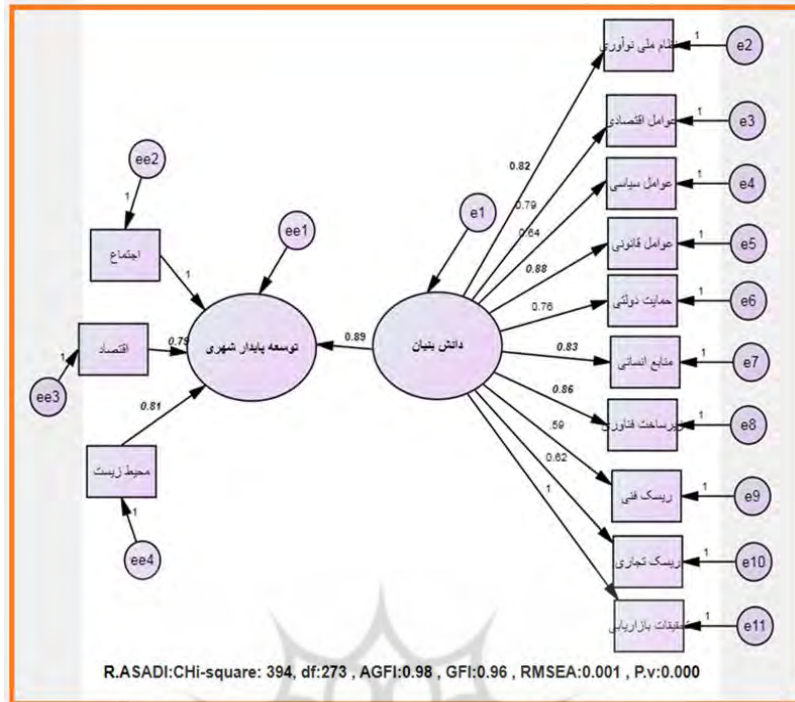 نظام ملی نوآوری
1
e2
عوامل اقتصادی
1
e3
عوامل سیاسی
1
e4
عوامل قانونی
1
e5
حمایت دولتی
1
e6
منابع انسانی
1
e7
زیرساخت فناوری
1
e8
ریسک فنی
1
e9
ریسک تجاری
1
e10
تحقیقات بازاریابی
1
e11
0.82
0.79
0.64
0.88
0.76
0.83
0.86
.59
0.62
1
e1
دانش بنیان
0.89
ee1
توسعه پایدار شهری
ee2
1
اجتماع
1
اقتصاد
0.79
1
ee3
محیط زیست
0.81
1
ee4
R.ASADI:CHi-square: 394, df:273 , AGFI:0.98 , GFI:0.96 , RMSEA:0.001 , P.v:0.000